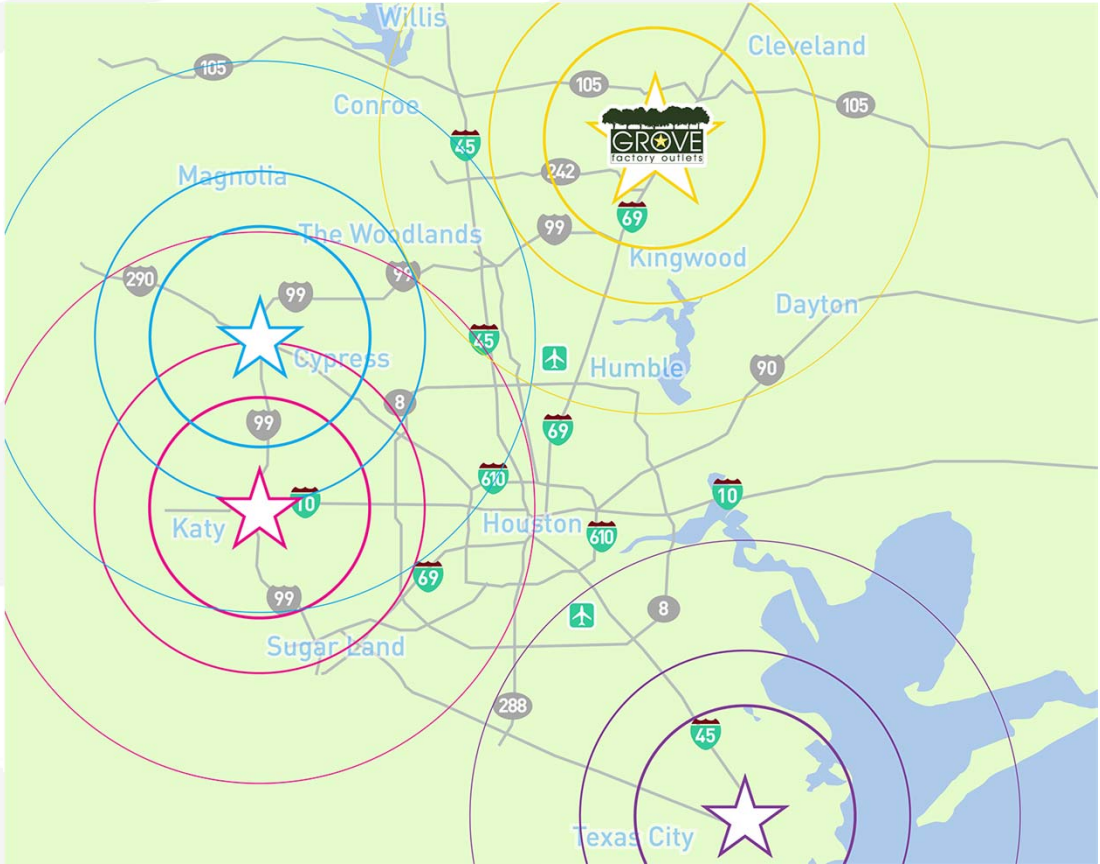 Willis
Cleveland
105
105
105
Conroe
45
GROVE
factory outlets
242
Magnolia
69
The Woodlands
99
Kingwood
290
99
99
Dayton
45
Cypress
Humble
90
8
99
69
610
10
10
Katy
Houston
610
69
99
8
Sugar Land
288
45
Texas City